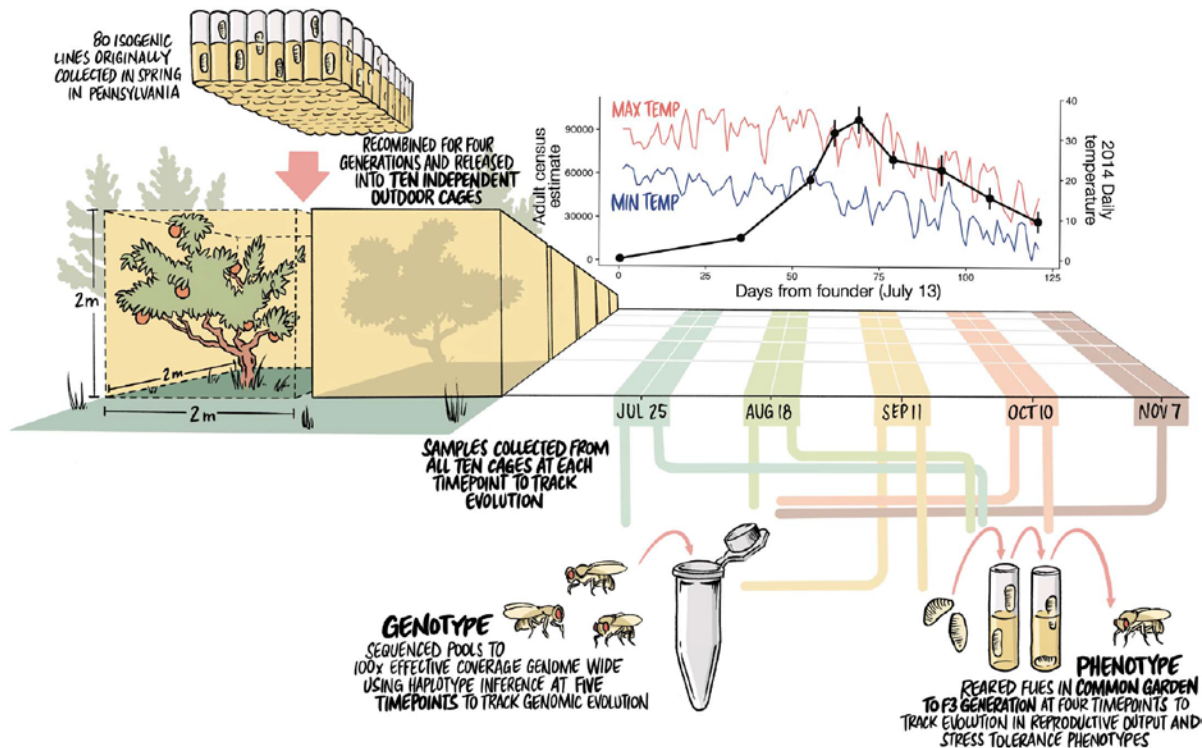 80 ISOGENIC
LINES ORIGINALLY
COLLECTED IN SPRING
IN PENNSYLVANIA
RECOMBINED FOR FOUR
GENERATIONS AND RELEASED
INTO TEN INDEPENDENT
OUTDOOR CAGES
2m
2m
2m
MAX TEMP
MIN TEMP
Adult census
estimate
90000
60000
30000
0
40
30
20
10
0
2014 Daily
temperature
0
25
50
75
100
125
Days from founder (July 13)
JUL 25
AUG 18
SEP 11
OCT 10
NOV 7
SAMPLES COLLECTED FROM
ALL TEN CAGES AT EACH
TIMEPOINT TO TRACK
EVOLUTION
GENOTYPE
SEQUENCED POOLS TO
100x EFFECTIVE COVERAGE GENOME WIDE
USING HAPLOTYPE INFERENCE AT FIVE
TIMEPOINTS TO TRACK GENOMIC EVOLUTION
PHENOTYPE
REARED FLIES IN COMMON GARDEN
TO F3 GENERATION AT FOUR TIMEPOINTS TO
TRACK EVOLUTION IN REPRODUCTIVE OUTPUT AND
STRESS TOLERANCE PHENOTYPES